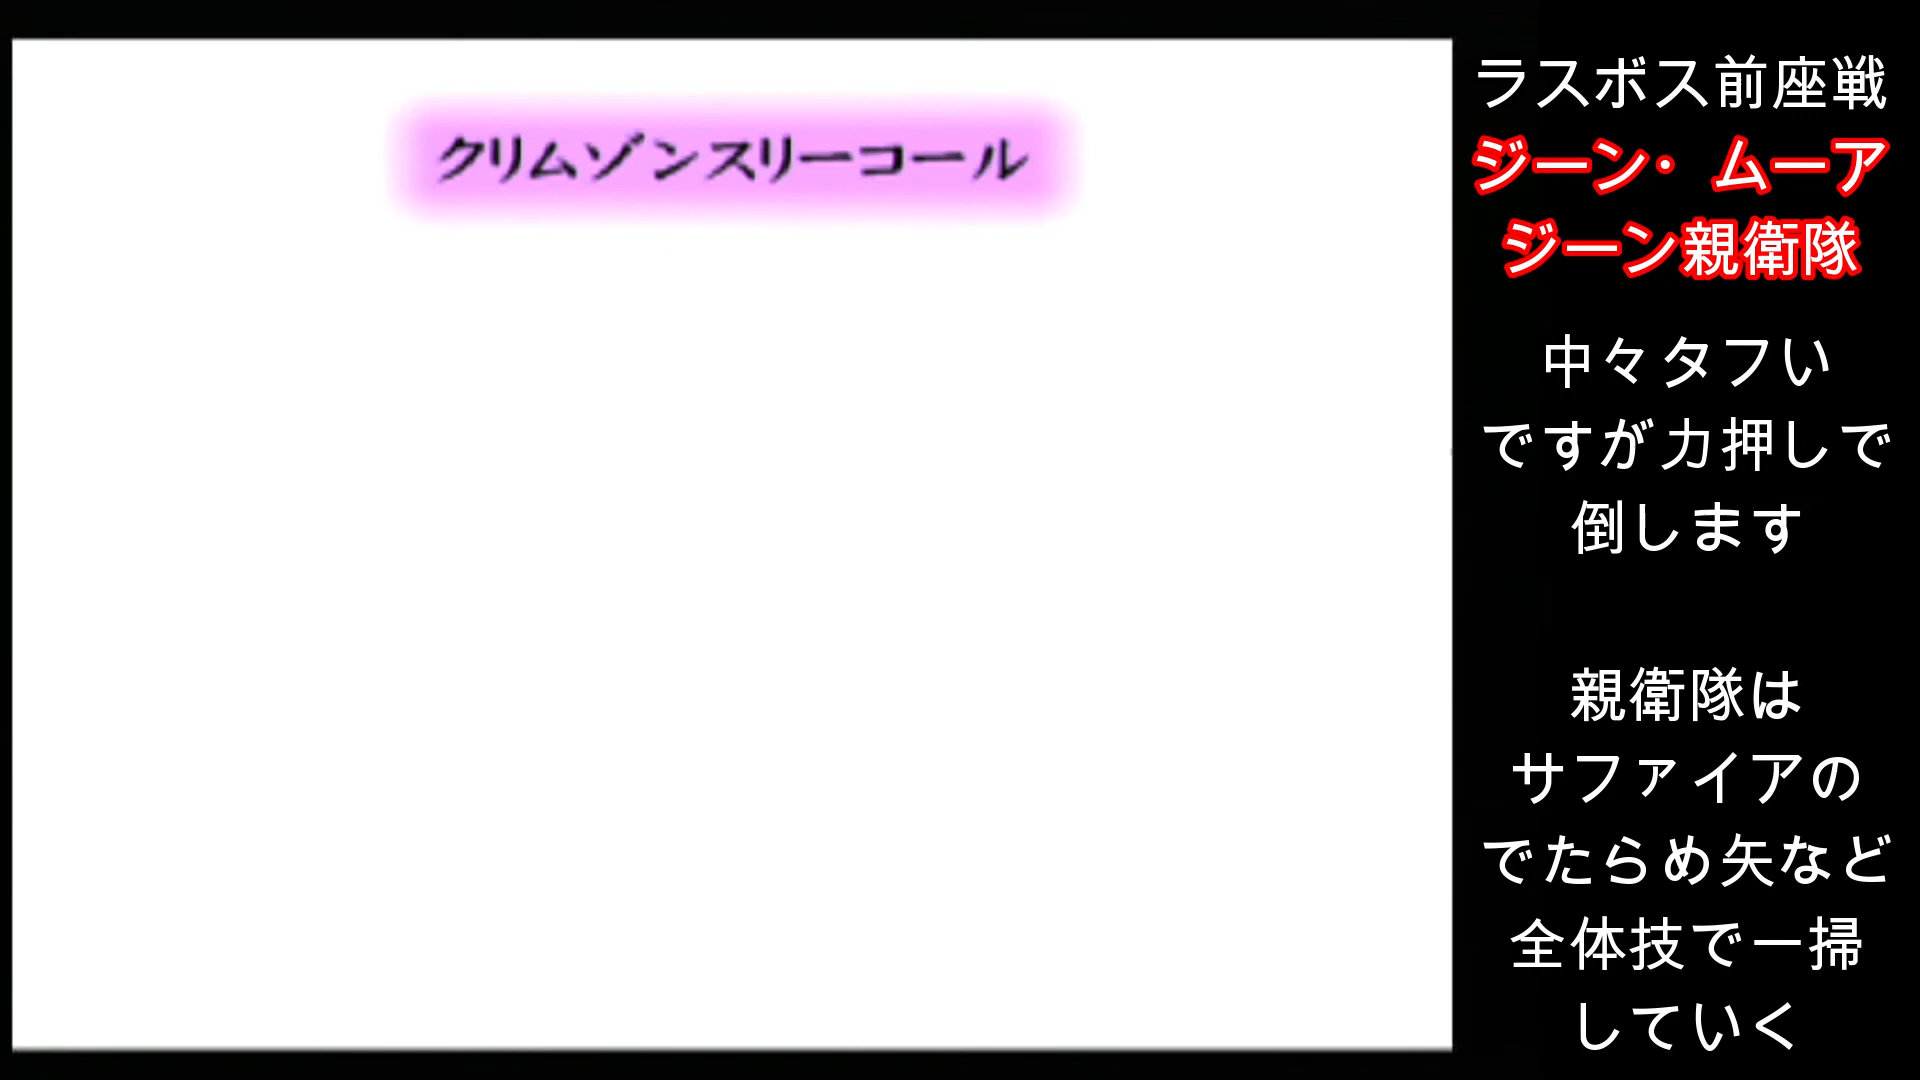 クリムゾンスリーコール
ラスボス前座戦
ジーン・ムーア
ジーン親衛隊
中々タフい
ですが力押しで
倒します
親衛隊は
サファイアの
でたらめ矢など
全体技で一掃
していく